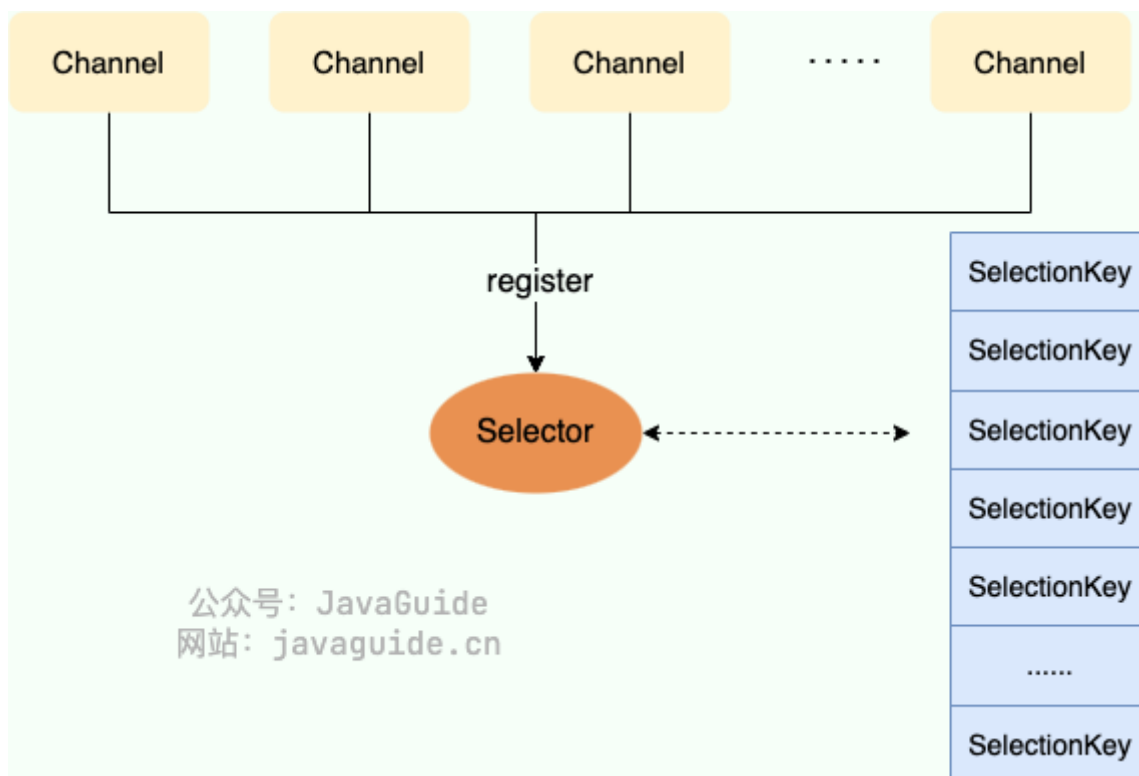 Channel
Channel
Channel
·····
Channel
register
SelectionKey
SelectionKey
Selector
SelectionKey
SelectionKey
SelectionKey
......
SelectionKey
公众号：JavaGuide
网站：javaguide.cn